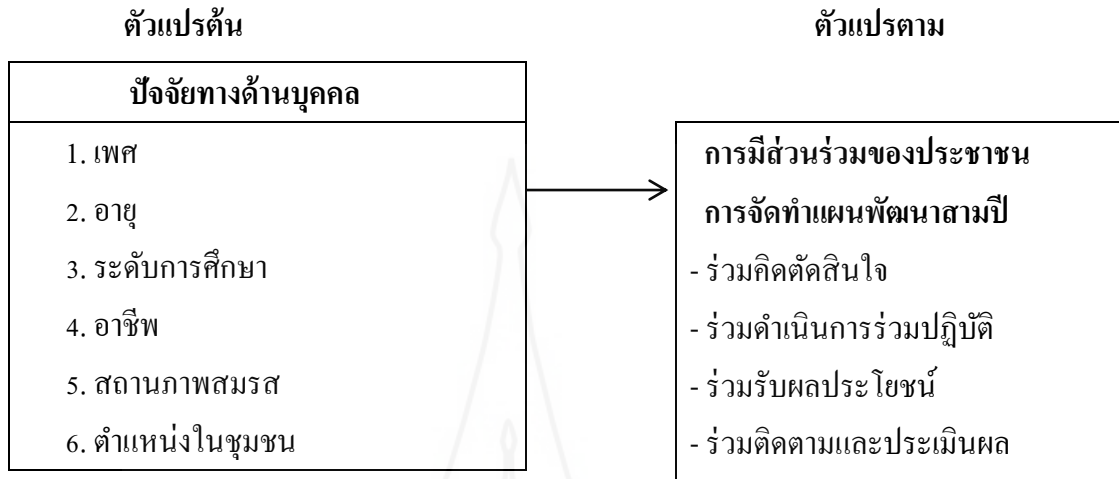 ตัวแปรต้น
ตัวแปรตาม
ปัจจัยทางด้านบุคคล
1. เพศ
2. อายุ
3. ระดับการศึกษา
4. อาชีพ
5. สถานภาพสมรส
6. ตำแหน่งในชุมชน
การมีส่วนร่วมของประชาชน
การจัดทำแผนพัฒนาสามปี
- ร่วมคิดตัดสินใจ
- ร่วมดำเนินการร่วมปฏิบัติ
- ร่วมรับผลประโยชน์
- ร่วมติดตามและประเมินผล